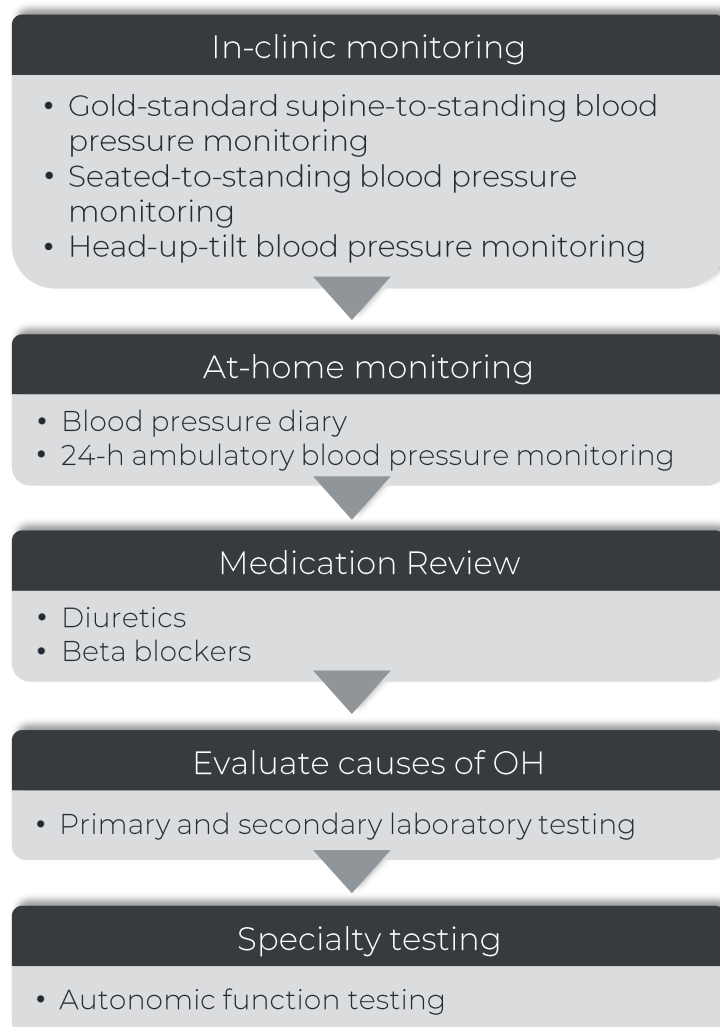 In-clinic monitoring
• Gold-standard supine-to-standing blood
pressure monitoring
• Seated-to-standing blood pressure
monitoring
• Head-up-tilt blood pressure monitoring
At-home monitoring
• Blood pressure diary
• 24-h ambulatory blood pressure monitoring
Medication Review
• Diuretics
• Beta blockers
Evaluate causes of OH
• Primary and secondary laboratory testing
Specialty testing
• Autonomic function testing